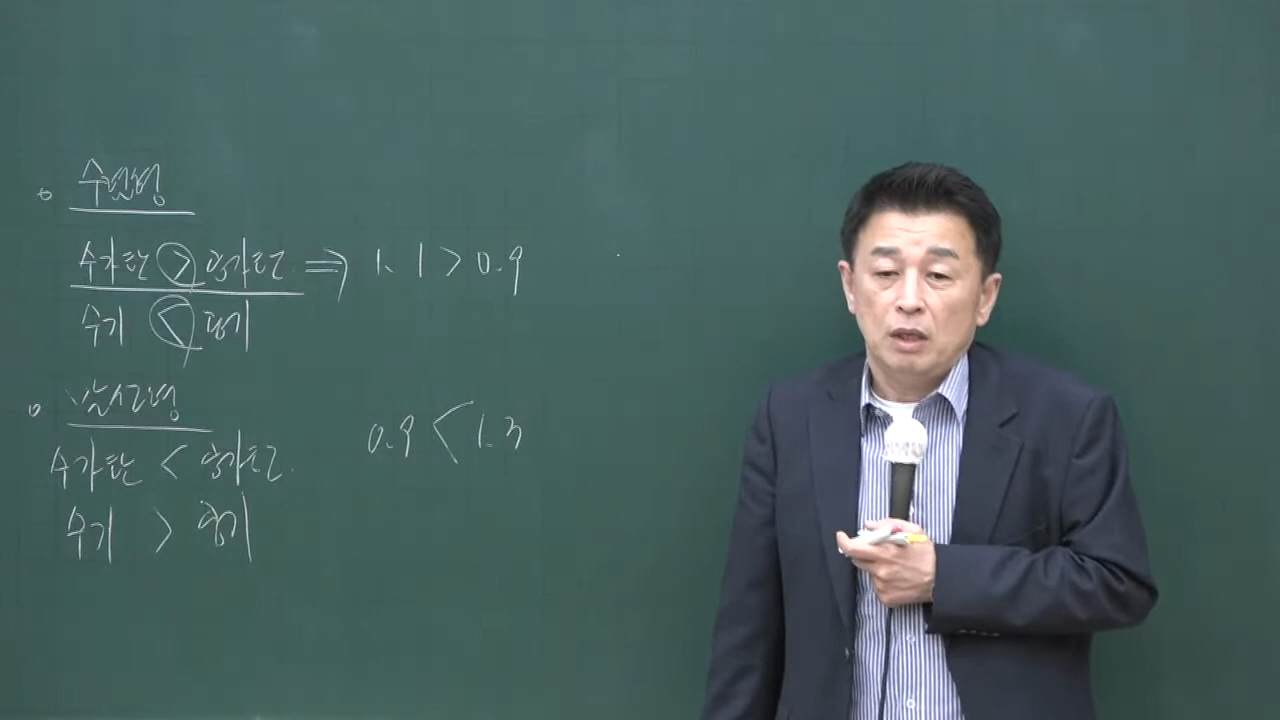 ◦ 수렴형
수가탄 > 공가탄 ⇒ 1.1 > 0.9
수기 < 공기
◦ 발산형
수가탄 < 공가탄 0.9 < 1.3
수기 > 공기